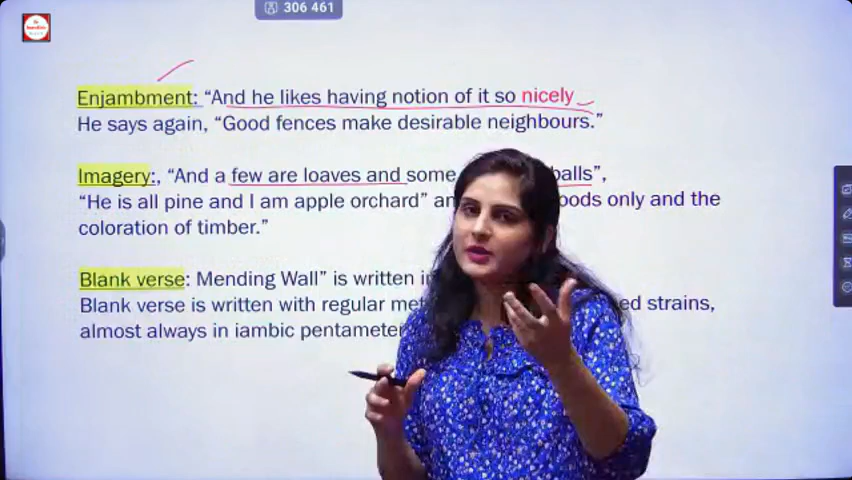 306 461
Enjambment: “And he likes having notion of it so nicely
He says again, “Good fences make desirable neighbours.”
Imagery:, “And a few are loaves and some balls”,
“He is all pine and I am apple orchard” oods only and the
coloration of timber.”
Blank verse: Mending Wall” is written
Blank verse is written with regular ed strains,
almost always in iambic pentameter